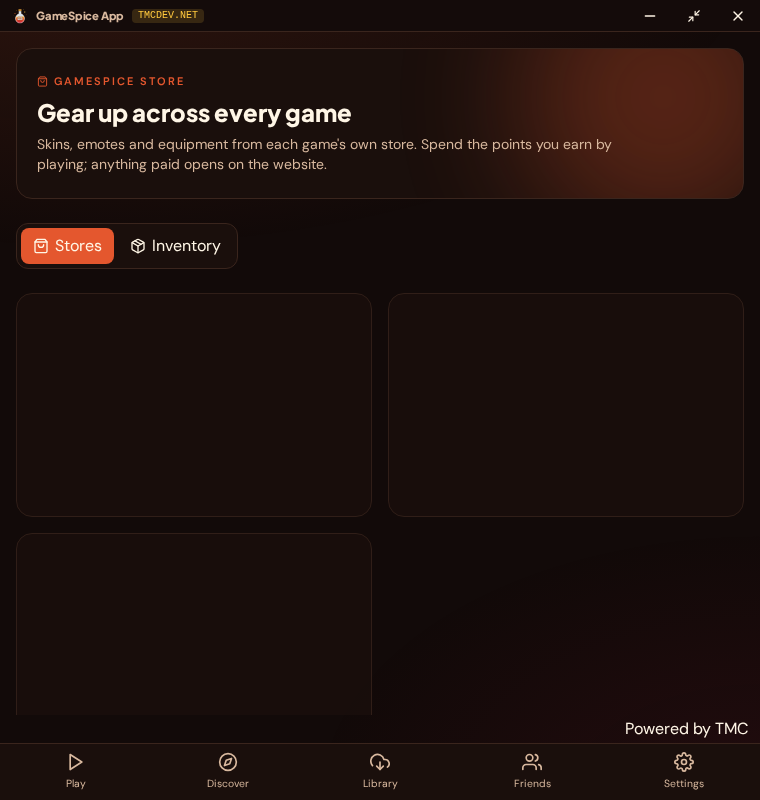 GameSpice App TMCDEV.NET
GAMESPICE STORE
Gear up across every game
Skins, emotes and equipment from each game's own store. Spend the points you earn by
playing; anything paid opens on the website.
Stores Inventory
Powered by TMC
Play Discover Library Friends Settings